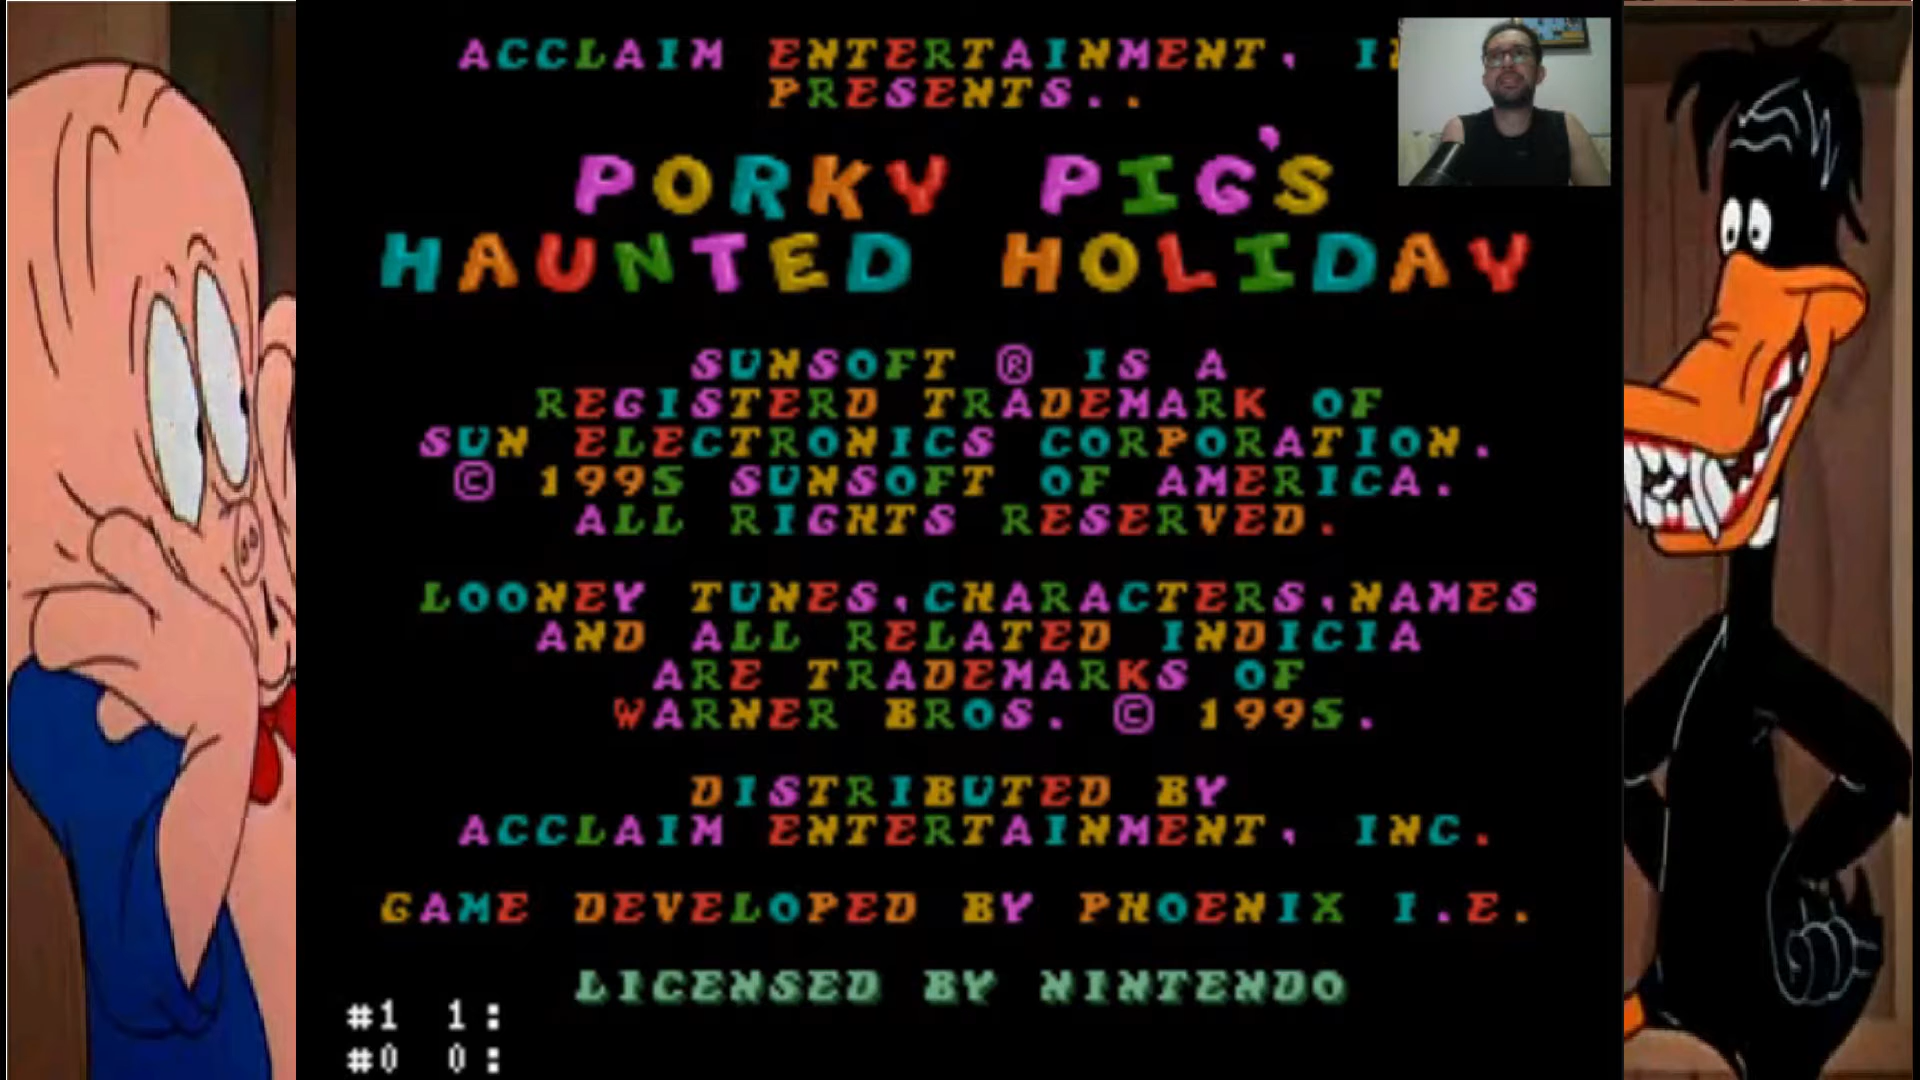 ACCLAIM ENTERTAINMENT, IN
PRESENTS..
PORKY PIG'S
HAUNTED HOLIDAY
SUNSOFT ® IS A
REGISTERD TRADEMARK OF
SUN ELECTRONICS CORPORATION.
© 1995 SUNSOFT OF AMERICA.
ALL RIGHTS RESERVED.
LOONEY TUNES,CHARACTERS,NAMES
AND ALL RELATED INDICIA
ARE TRADEMARKS OF
WARNER BROS. © 1995.
DISTRIBUTED BY
ACCLAIM ENTERTAINMENT, INC.
GAME DEVELOPED BY PHOENIX I.E.
LICENSED BY NINTENDO
#1 1:
#0 0: